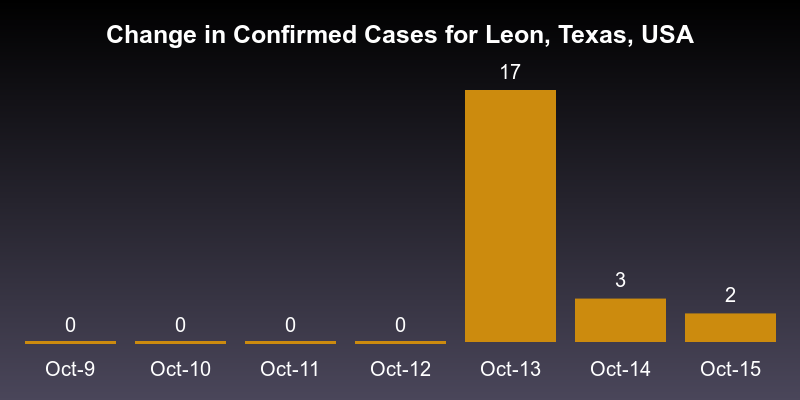 Change in Confirmed Cases for Leon, Texas, USA
17
3
2
0 0 0 0
Oct-9 Oct-10 Oct-11 Oct-12 Oct-13 Oct-14 Oct-15